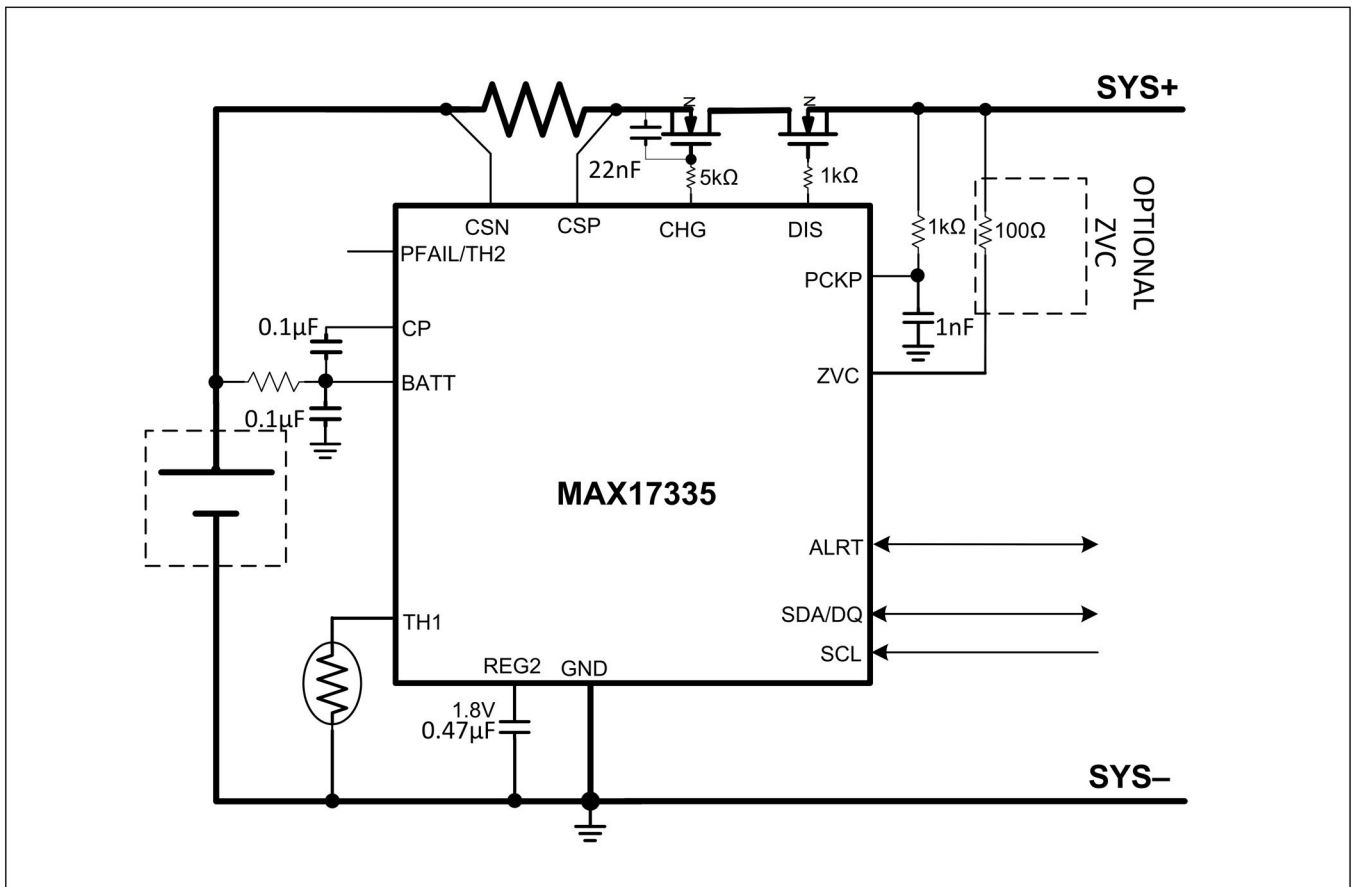 SYS+
N
N
22nF
5kΩ
1kΩ
OPTIONAL
ZVC
CSN
CSP
CHG
DIS
1kΩ
100Ω
PFAIL/TH2
PCKP
0.1µF
CP
1nF
BATT
ZVC
0.1µF
MAX17335
ALRT
TH1
SDA/DQ
SCL
REG2
GND
1.8V
0.47µF
SYS–